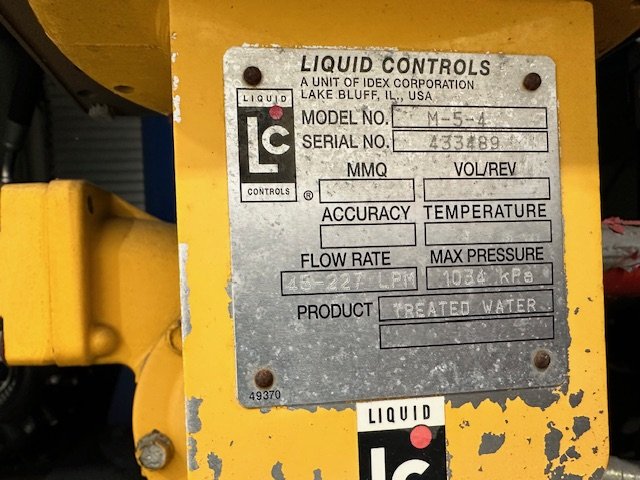 LIQUID CONTROLS
A UNIT OF IDEX CORPORATION
LAKE BLUFF, IL., USA
LIQUID
LC
CONTROLS
®
MODEL NO. M-5-4
SERIAL NO. 433489
MMQ VOL/REV
ACCURACY TEMPERATURE
FLOW RATE MAX PRESSURE
45-227 LPM 1034 kPa
PRODUCT TREATED WATER
49370
LIQUID
LC